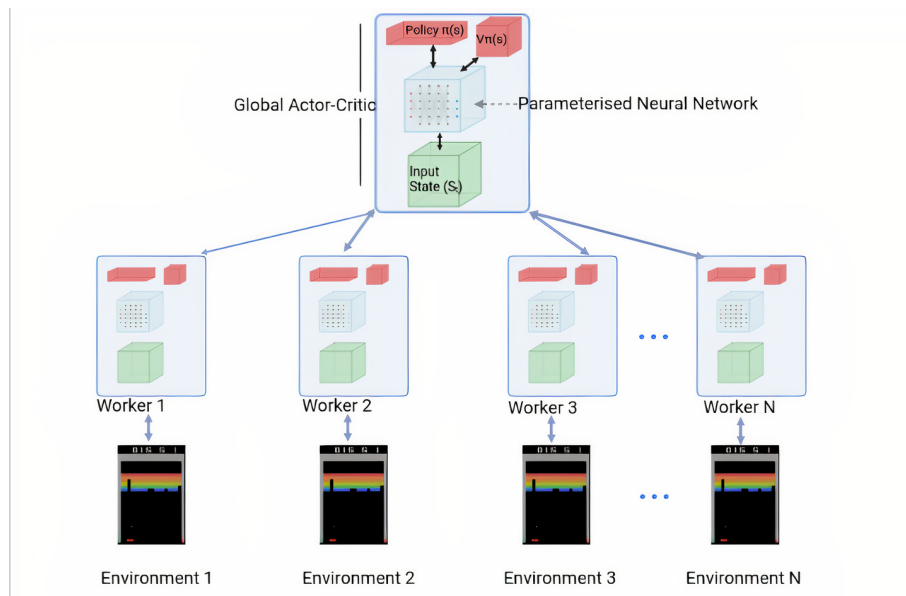 Policy π(s)
Vπ(s)
Global Actor-Critic
Parameterised Neural Network
Input
State (Sₜ)
Worker 1
Worker 2
Worker 3
Worker N
Environment 1
Environment 2
Environment 3
Environment N